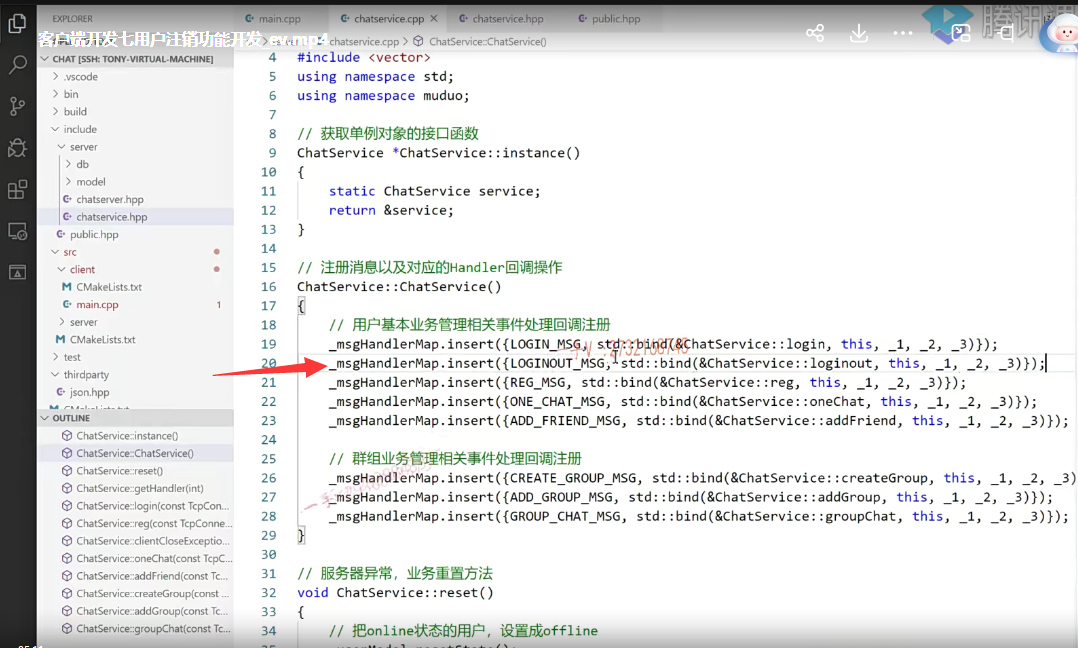 main.cpp
chatservice.cpp
chatservice.hpp
public.hpp
客户端开发七用户注销功能开发_ev.mp4
chatservice.cpp > ChatService::ChatService()
CHAT [SSH: TONY-VIRTUAL-MACHINE]
.vscode
bin
build
include
server
db
model
chatserver.hpp
chatservice.hpp
public.hpp
src
client
CMakeLists.txt
main.cpp 1
server
CMakeLists.txt
test
thirdparty
json.hpp
CMakeLists.txt
OUTLINE
ChatService::instance()
ChatService::ChatService()
ChatService::reset()
ChatService::getHandler(int)
ChatService::login(const TcpCon...
ChatService::reg(const TcpConne...
ChatService::clientCloseExceptio...
ChatService::oneChat(const TcpC...
ChatService::addFriend(const Tc...
ChatService::createGroup(const ...
ChatService::addGroup(const Tc...
ChatService::groupChat(const Tc...
4 #include <vector>
5 using namespace std;
6 using namespace muduo;
7
8 // 获取单例对象的接口函数
9 ChatService *ChatService::instance()
10 {
11 static ChatService service;
12 return &service;
13 }
14
15 // 注册消息以及对应的Handler回调操作
16 ChatService::ChatService()
17 {
18 // 用户基本业务管理相关事件处理回调注册
19 _msgHandlerMap.insert({LOGIN_MSG, std::bind(&ChatService::login, this, _1, _2, _3)});
20 _msgHandlerMap.insert({LOGINOUT_MSG, std::bind(&ChatService::loginout, this, _1, _2, _3)});
21 _msgHandlerMap.insert({REG_MSG, std::bind(&ChatService::reg, this, _1, _2, _3)});
22 _msgHandlerMap.insert({ONE_CHAT_MSG, std::bind(&ChatService::oneChat, this, _1, _2, _3)});
23 _msgHandlerMap.insert({ADD_FRIEND_MSG, std::bind(&ChatService::addFriend, this, _1, _2, _3)});
24
25 // 群组业务管理相关事件处理回调注册
26 _msgHandlerMap.insert({CREATE_GROUP_MSG, std::bind(&ChatService::createGroup, this, _1, _2, _3)
27 _msgHandlerMap.insert({ADD_GROUP_MSG, std::bind(&ChatService::addGroup, this, _1, _2, _3)});
28 _msgHandlerMap.insert({GROUP_CHAT_MSG, std::bind(&ChatService::groupChat, this, _1, _2, _3)});
29 }
30
31 // 服务器异常，业务重置方法
32 void ChatService::reset()
33 {
34 // 把online状态的用户，设置成offline